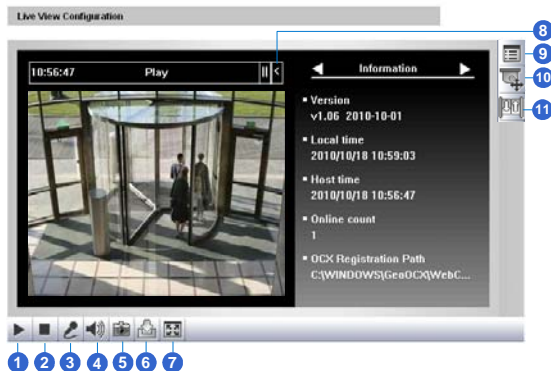 Live View Configuration
8
10:56:47 Play
Information
9
10
11
Version
v1.06 2010-10-01
Local time
2010/10/18 10:59:03
Host time
2010/10/18 10:56:47
Online count
1
OCX Registration Path
C:\WINDOWS\GeoOCX\WebC...
1 2 3 4 5 6 7